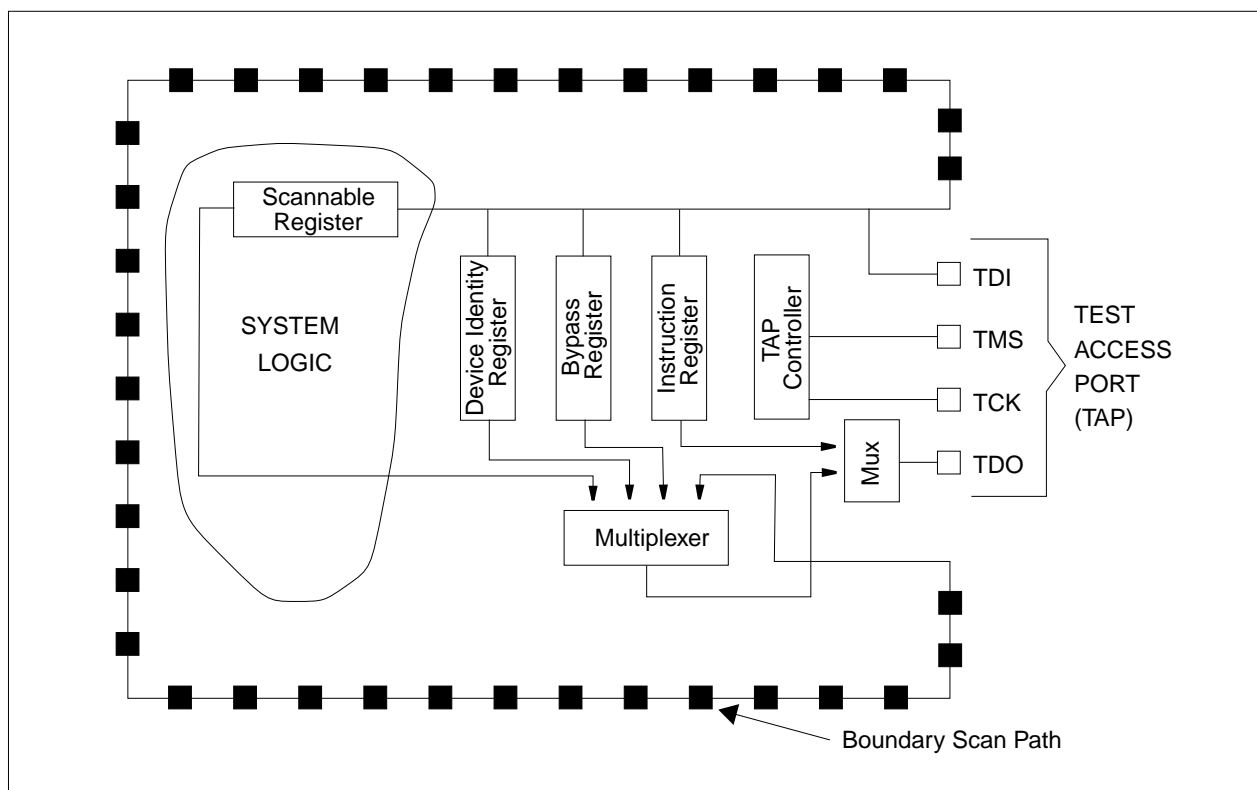 Scannable
Register
SYSTEM
LOGIC
Device Identity
Register
Bypass
Register
Instruction
Register
TAP
Controller
TDI
TMS
TCK
TDO
TEST
ACCESS
PORT
(TAP)
Mux
Multiplexer
Boundary Scan Path